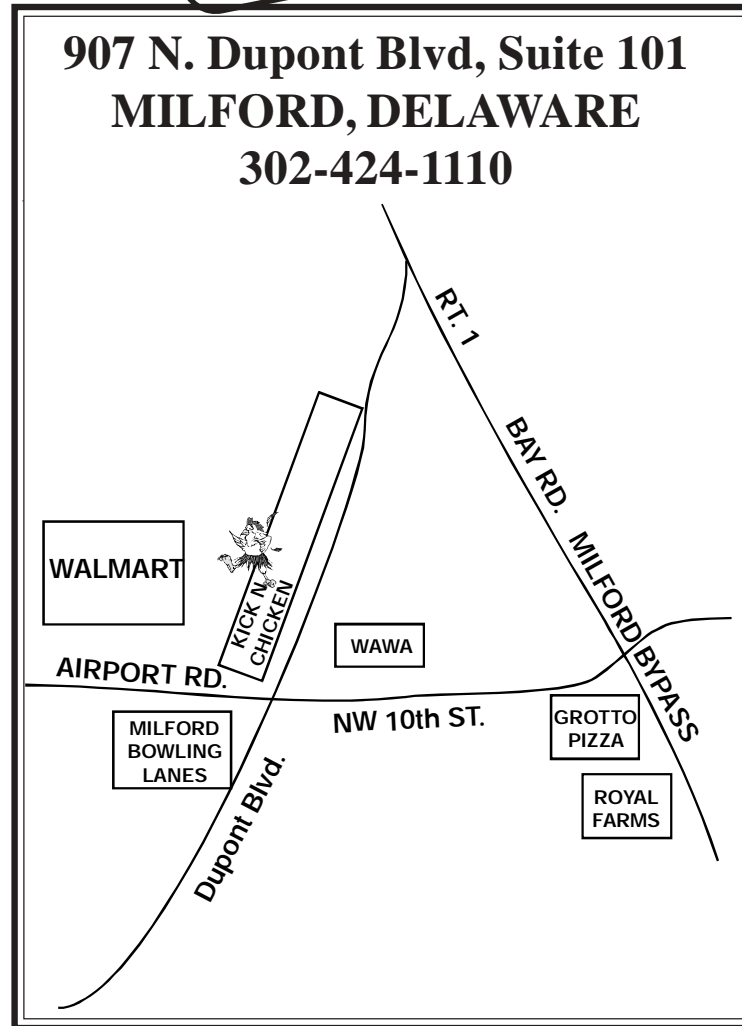 907 N. Dupont Blvd, Suite 101
MILFORD, DELAWARE
302-424-1110
RT. 1
BAY RD.
MILFORD BYPASS
WALMART
KICK N
CHICKEN
WAWA
AIRPORT RD.
NW 10th ST.
MILFORD
BOWLING
LANES
GROTTO
PIZZA
ROYAL
FARMS
Dupont Blvd.